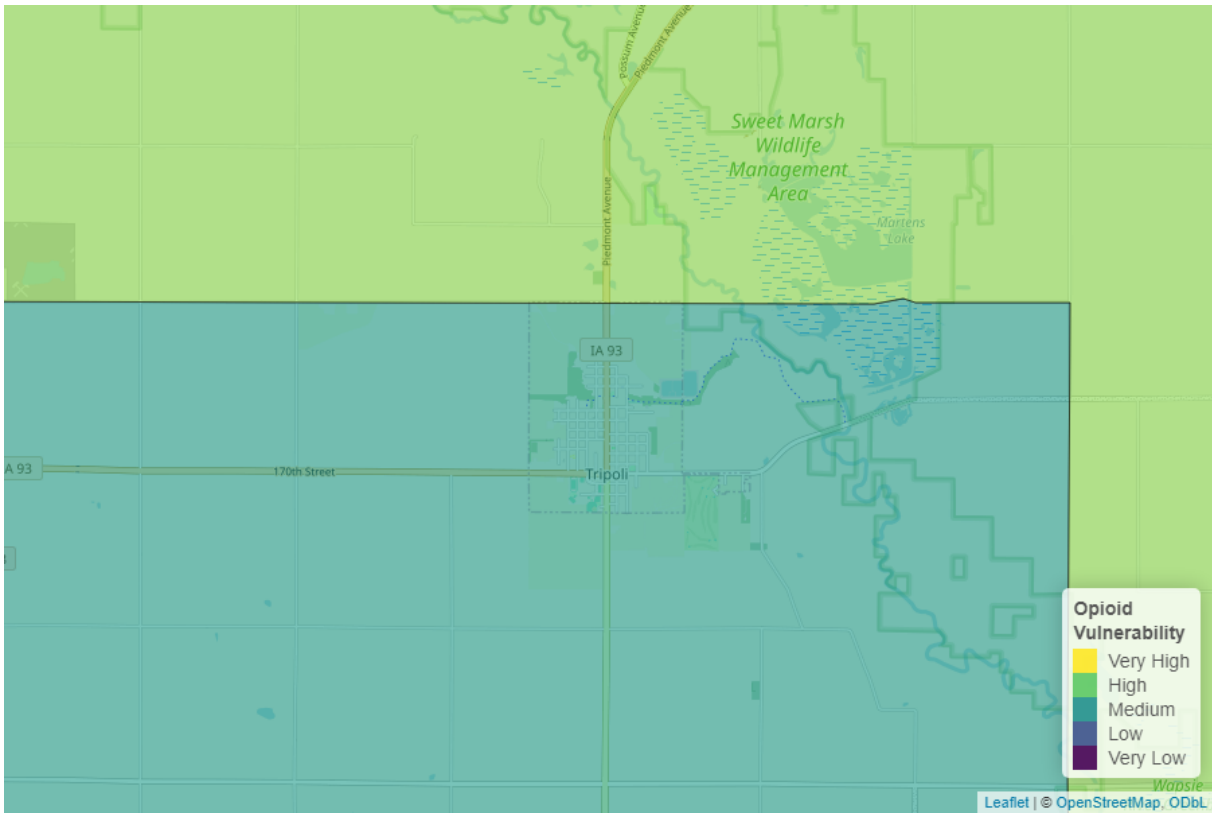 Possum Avenue
Piedmont Avenue
Sweet Marsh
Wildlife
Management
Area
Piedmont Avenue
Martens
Lake
IA 93
A 93
170th Street
Tripoli
Opioid
Vulnerability
Very High
High
Medium
Low
Very Low
Wapsie
Leaflet | © OpenStreetMap, ODbL